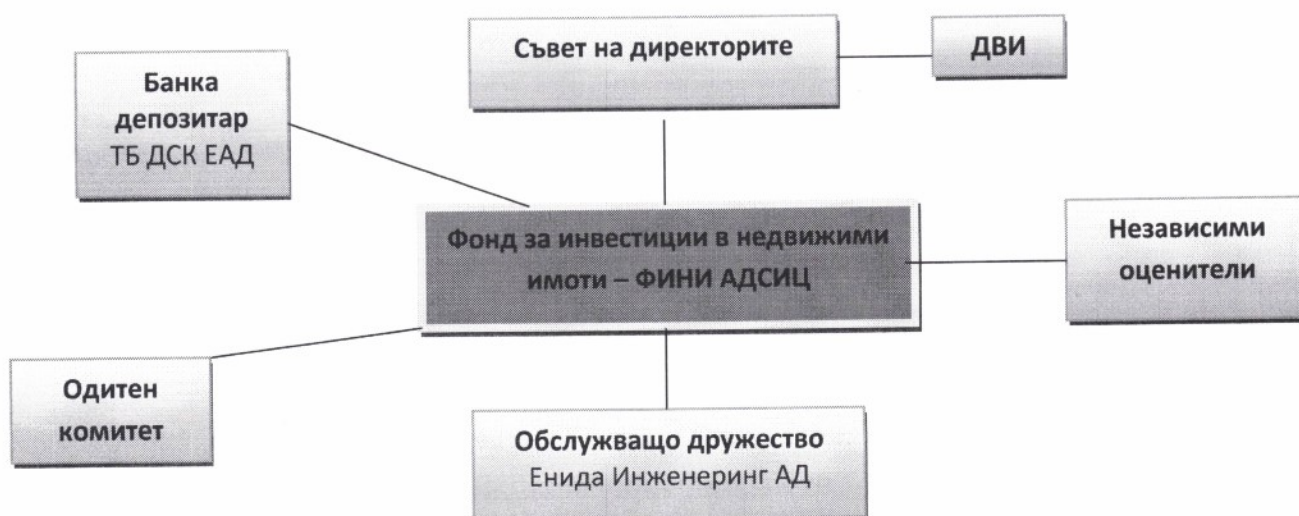 Съвет на директорите
ДВИ
Банка
депозитар
ТБ ДСК ЕАД
Фонд за инвестиции в недвижими
имоти – ФИНИ АДСИЦ
Независими
оценители
Одитен
комитет
Обслужващо дружество
Енида Инженеринг АД